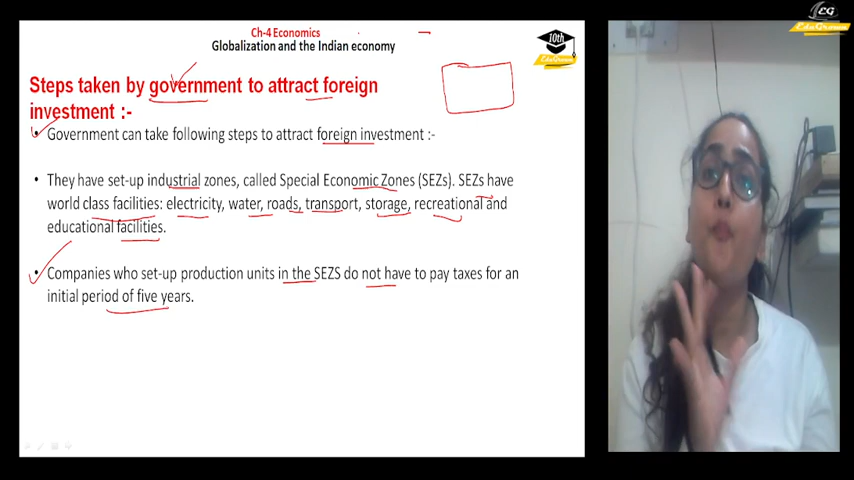 Ch-4 Economics
Globalization and the Indian economy
10th
EduGrown
CG
EduGrown
Steps taken by government to attract foreign
investment :-
• Government can take following steps to attract foreign investment :-
• They have set-up industrial zones, called Special Economic Zones (SEZs). SEZs have
world class facilities: electricity, water, roads, transport, storage, recreational and
educational facilities.
• Companies who set-up production units in the SEZS do not have to pay taxes for an
initial period of five years.